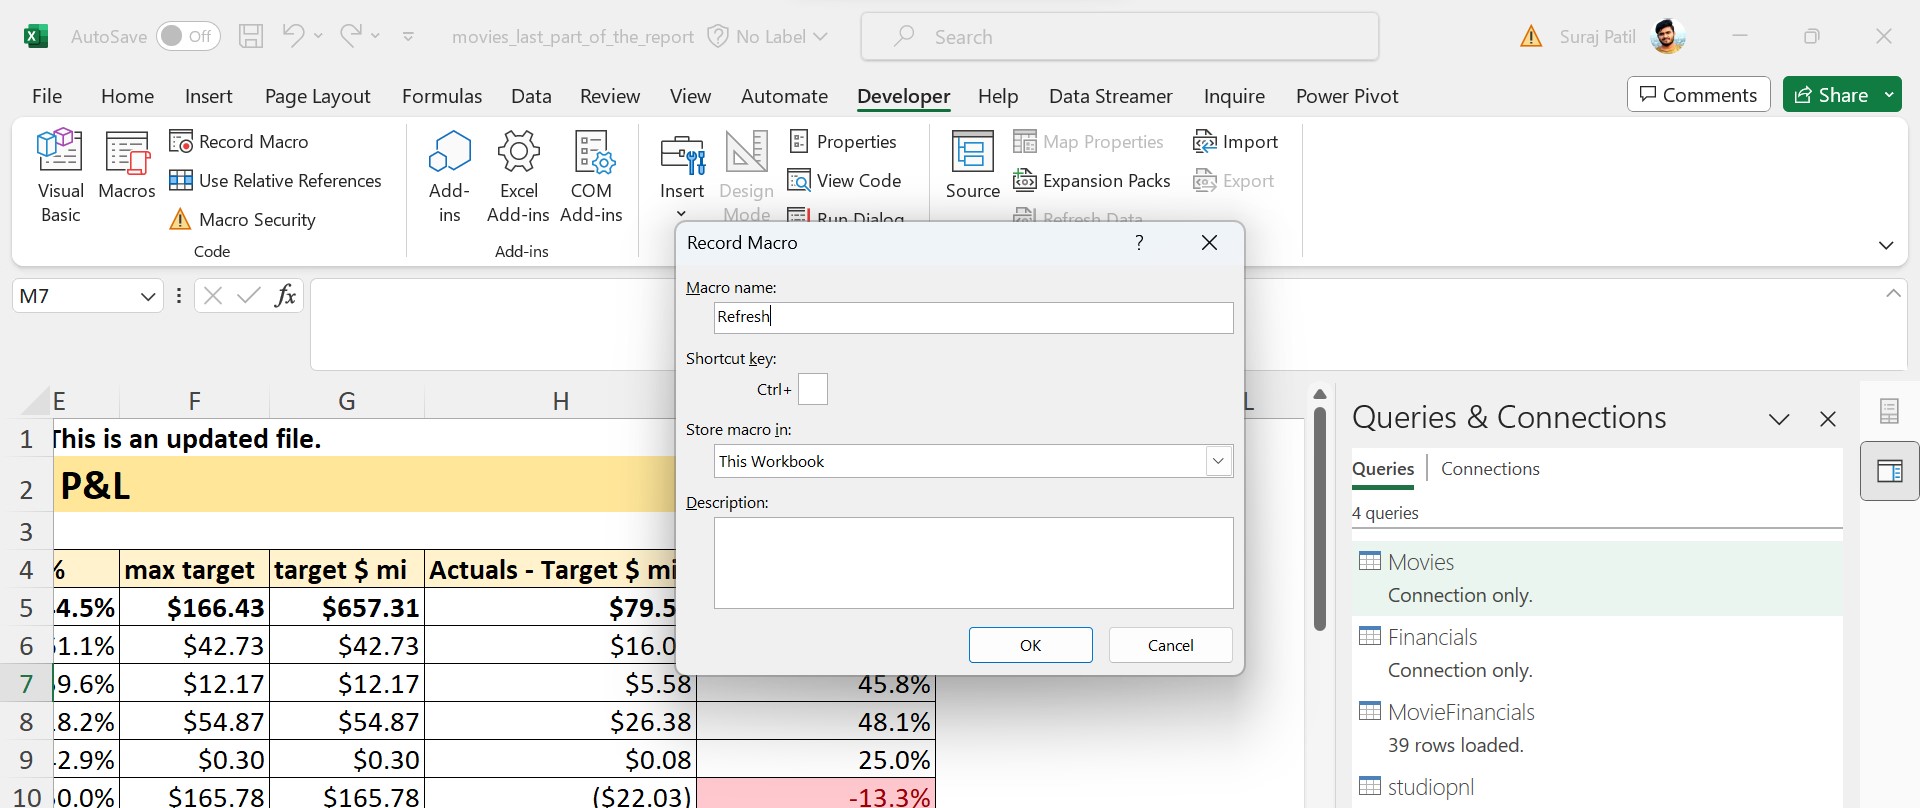 AutoSave Off movies_last_part_of_the_report No Label Search Suraj Patil
File Home Insert Page Layout Formulas Data Review View Automate Developer Help Data Streamer Inquire Power Pivot Comments Share
Visual Basic
Macros
Record Macro
Use Relative References
Macro Security
Code
Add-ins
Excel Add-ins
COM Add-ins
Add-ins
Insert
Design Mode
Properties
View Code
Run Dialog
Source
Map Properties
Expansion Packs
Refresh Data
Import
Export
M7 fx
Record Macro ?
Macro name:
Refresh
Shortcut key:
Ctrl+
Store macro in:
This Workbook
Description:
OK Cancel
E F G H L
1 This is an updated file.
2 P&L
3
4 % max target target $ mi Actuals - Target $ mi
5 4.5% $166.43 $657.31 $79.5
6 1.1% $42.73 $42.73 $16.0
7 9.6% $12.17 $12.17 $5.58 45.8%
8 8.2% $54.87 $54.87 $26.38 48.1%
9 2.9% $0.30 $0.30 $0.08 25.0%
10 0.0% $165.78 $165.78 ($22.03) -13.3%
Queries & Connections
Queries Connections
4 queries
Movies
Connection only.
Financials
Connection only.
MovieFinancials
39 rows loaded.
studiopnl